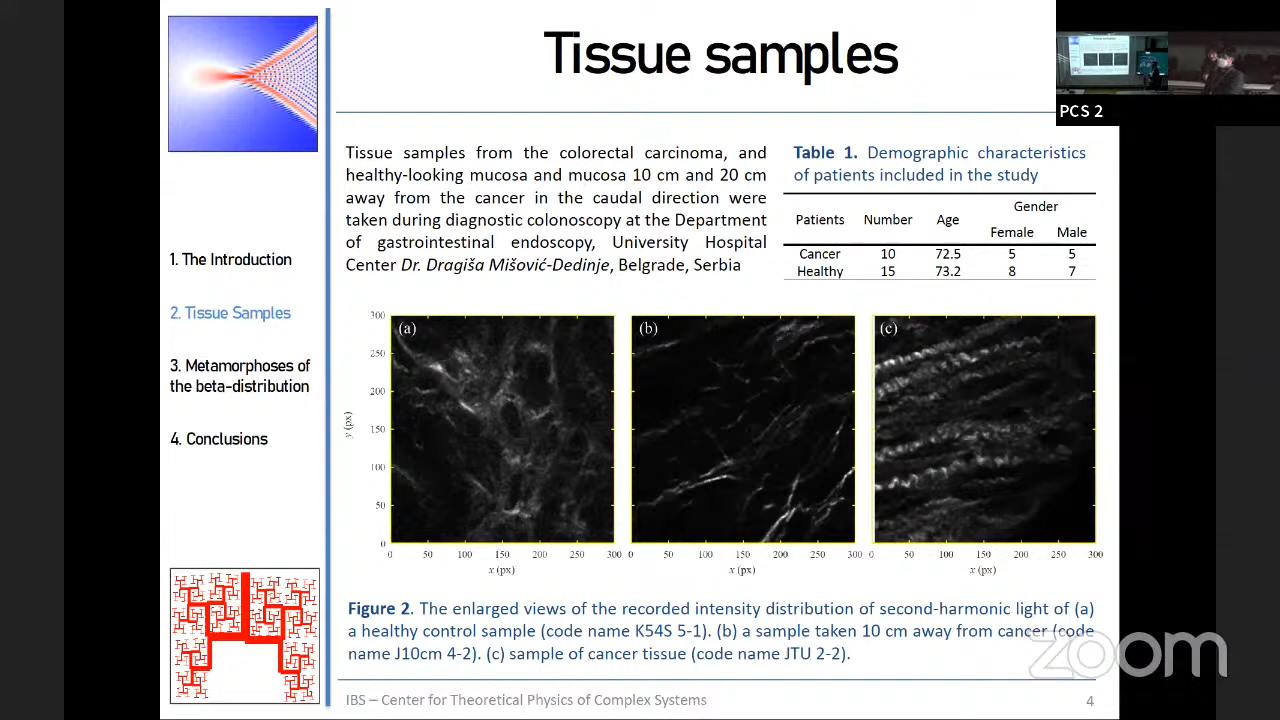 Tissue samples
PCS 2
1. The Introduction
2. Tissue Samples
3. Metamorphoses of
the beta-distribution
4. Conclusions
Tissue samples from the colorectal carcinoma, and
healthy-looking mucosa and mucosa 10 cm and 20 cm
away from the cancer in the caudal direction were
taken during diagnostic colonoscopy at the Department
of gastrointestinal endoscopy, University Hospital
Center Dr. Dragiša Mišović-Dedinje, Belgrade, Serbia
Table 1. Demographic characteristics
of patients included in the study
Patients Number Age Gender
Female Male
Cancer 10 72.5 5 5
Healthy 15 73.2 8 7
(a) (b) (c)
300
250
200
150
100
50
0
y (px)
0 50 100 150 200 250 300 0 50 100 150 200 250 300 0 50 100 150 200 250 300
x (px) x (px) x (px)
Figure 2. The enlarged views of the recorded intensity distribution of second-harmonic light of (a)
a healthy control sample (code name K54S 5-1). (b) a sample taken 10 cm away from cancer (code
name J10cm 4-2). (c) sample of cancer tissue (code name JTU 2-2).
zoom
IBS – Center for Theoretical Physics of Complex Systems 4